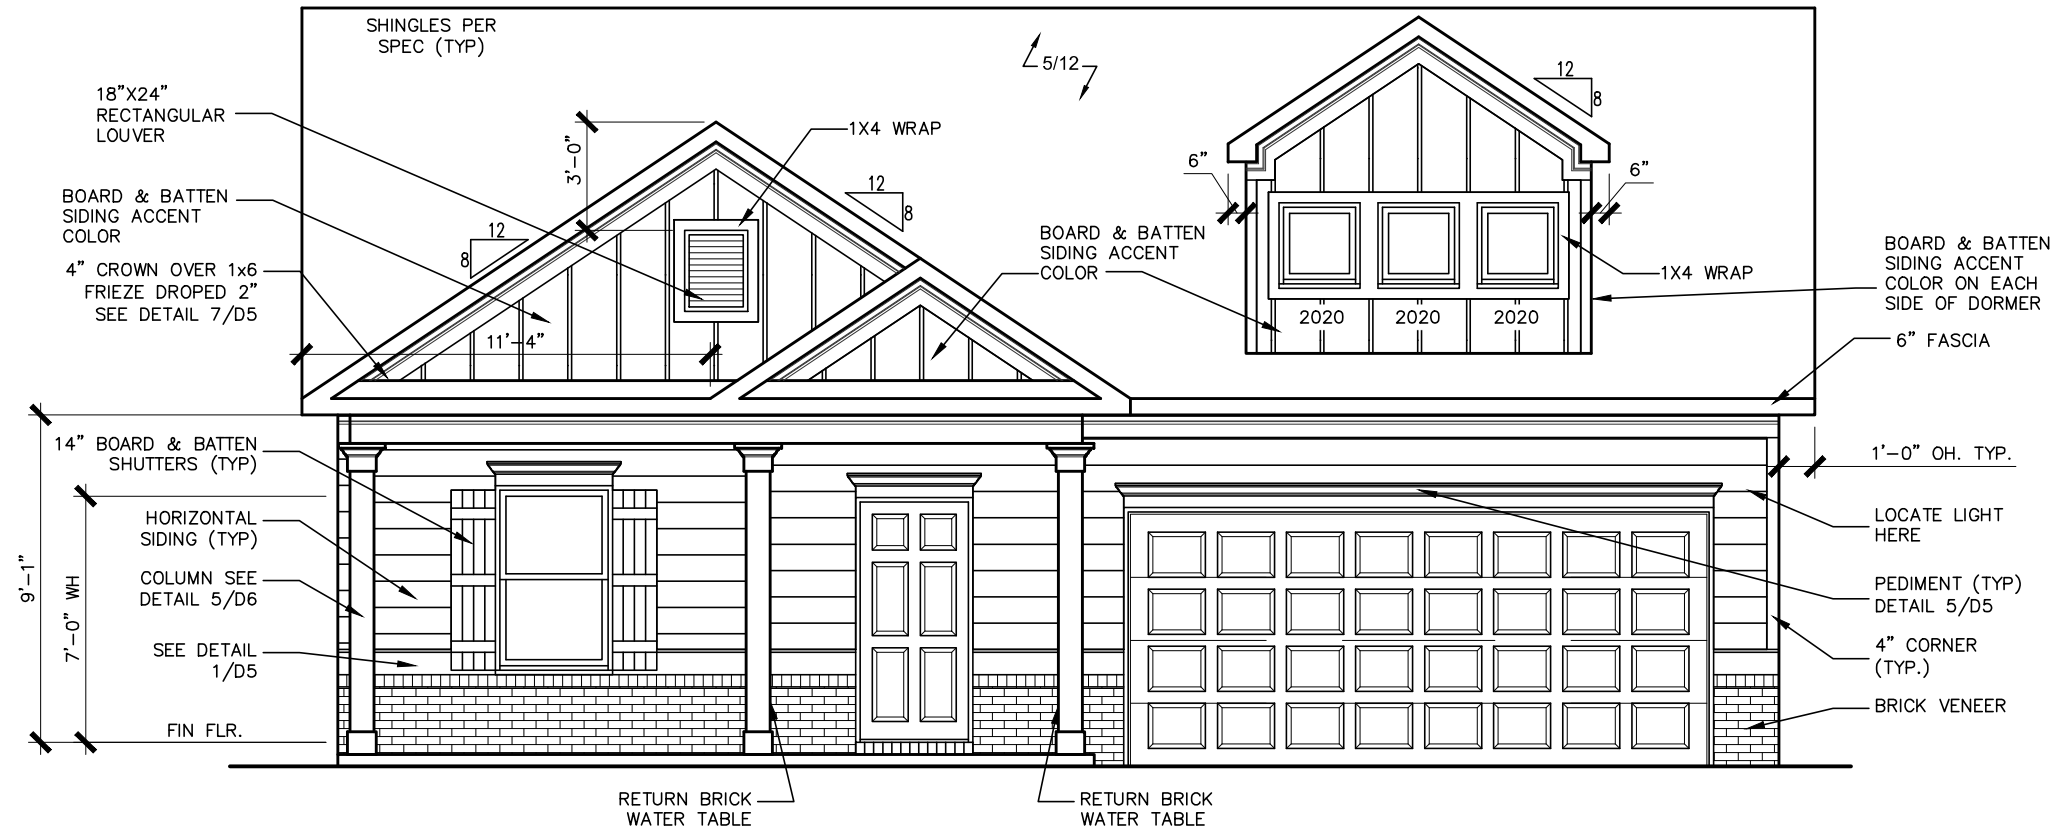 SHINGLES PER
SPEC (TYP)
5/12
12
8
18"X24"
RECTANGULAR
LOUVER
3'-0"
1X4 WRAP
6"
6"
BOARD & BATTEN
SIDING ACCENT
COLOR
12
8
12
8
BOARD & BATTEN
SIDING ACCENT
COLOR
BOARD & BATTEN
SIDING ACCENT
COLOR ON EACH
SIDE OF DORMER
4" CROWN OVER 1x6
FRIEZE DROPED 2"
SEE DETAIL 7/D5
1X4 WRAP
2020
2020
2020
11'-4"
6" FASCIA
14" BOARD & BATTEN
SHUTTERS (TYP)
1'-0" OH. TYP.
HORIZONTAL
SIDING (TYP)
LOCATE LIGHT
HERE
9'-1"
7'-0" WH
COLUMN SEE
DETAIL 5/D6
PEDIMENT (TYP)
DETAIL 5/D5
SEE DETAIL
1/D5
4" CORNER
(TYP.)
BRICK VENEER
FIN FLR.
RETURN BRICK
WATER TABLE
RETURN BRICK
WATER TABLE